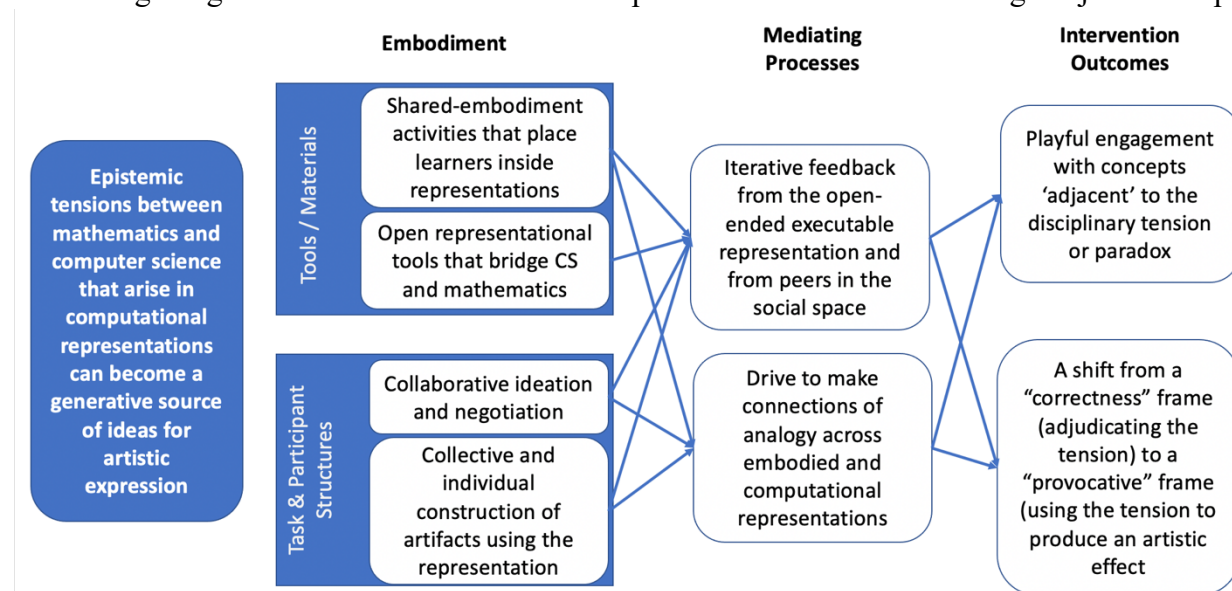 Embodiment
Mediating
Processes
Intervention
Outcomes
Epistemic
tensions between
mathematics and
computer science
that arise in
computational
representations
can become a
generative source
of ideas for
artistic
expression
Tools / Materials
Shared-embodiment
activities that place
learners inside
representations
Open representational
tools that bridge CS
and mathematics
Task & Participant
Structures
Collaborative ideation
and negotiation
Collective and
individual
construction of
artifacts using the
representation
Iterative feedback
from the open-
ended executable
representation and
from peers in the
social space
Drive to make
connections of
analogy across
embodied and
computational
representations
Playful engagement
with concepts
‘adjacent’ to the
disciplinary tension
or paradox
A shift from a
“correctness” frame
(adjudicating the
tension) to a
“provocative” frame
(using the tension to
produce an artistic
effect